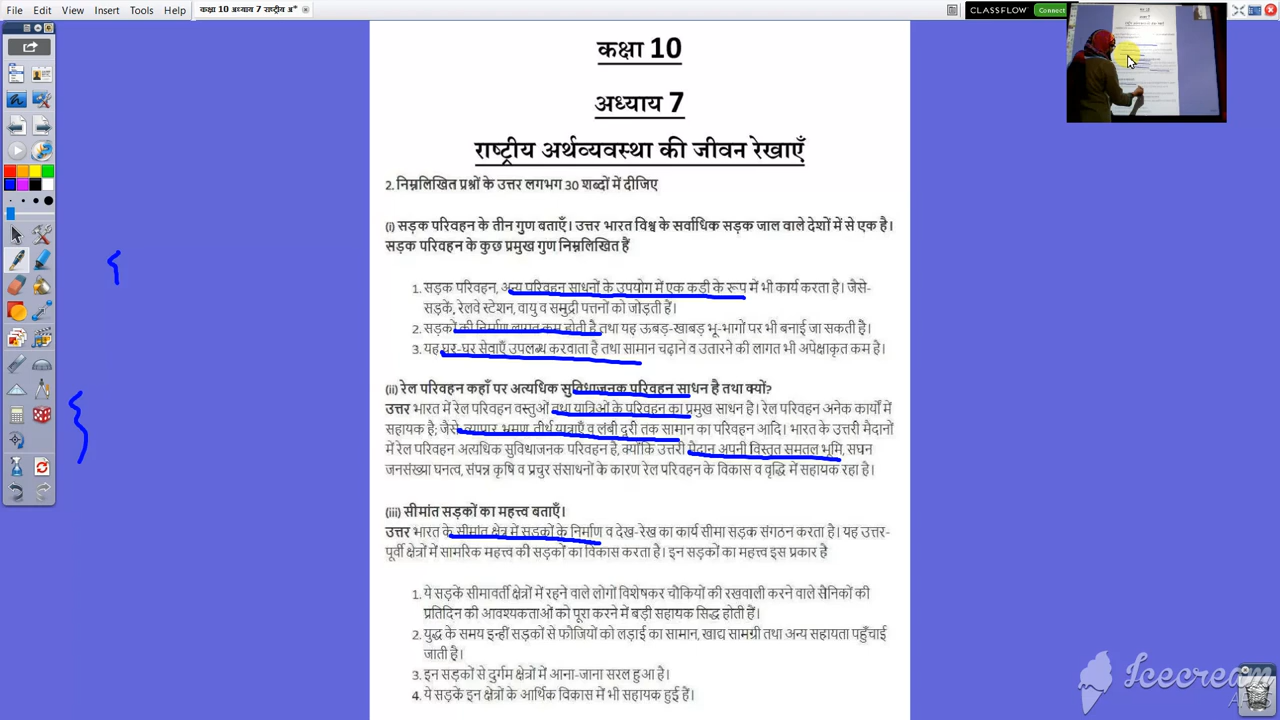 Edit View Insert Tools Help कक्षा 10 अध्याय 7 राष्ट्रीय अ*
CLASSFLOW Connect
कक्षा 10
अध्याय 7
राष्ट्रीय अर्थव्यवस्था की जीवन रेखाएँ
2. निम्नलिखित प्रश्नों के उत्तर लगभग 30 शब्दों में दीजिए
(i) सड़क परिवहन के तीन गुण बताएँ। उत्तर भारत विश्व के सर्वाधिक सड़क जाल वाले देशों में से एक है।
सड़क परिवहन के कुछ प्रमुख गुण निम्नलिखित हैं
1. सड़क परिवहन, अन्य परिवहन साधनों के उपयोग में एक कड़ी के रूप में भी कार्य करता है। जैसे-
सड़कें, रेलवे स्टेशन, वायु व समुद्री पत्तनों को जोड़ती हैं।
2. सड़कों की निर्माण लागत कम होती है तथा यह ऊबड़-खाबड़ भू-भागों पर भी बनाई जा सकती है।
3. यह घर-घर सेवाएँ उपलब्ध करवाता है तथा सामान चढ़ाने व उतारने की लागत भी अपेक्षाकृत कम है।
(ii) रेल परिवहन कहाँ पर अत्यधिक सुविधाजनक परिवहन साधन है तथा क्यों?
उत्तर भारत में रेल परिवहन वस्तुओं तथा यात्रिओं के परिवहन का प्रमुख साधन है। रेल परिवहन अनेक कार्यों में
सहायक है; जैसे व्यापार भ्रमण, तीर्थ यात्राएँ व लंबी दूरी तक सामान का परिवहन आदि। भारत के उत्तरी मैदानों
में रेल परिवहन अत्यधिक सुविधाजनक परिवहन है, क्योंकि उत्तरी मैदान अपनी विस्तृत समतल भूमि, सघन
जनसंख्या घनत्व, संपन्न कृषि व प्रचुर संसाधनों के कारण रेल परिवहन के विकास व वृद्धि में सहायक रहा है।
(iii) सीमांत सड़कों का महत्त्व बताएँ।
उत्तर भारत के सीमांत क्षेत्र में सड़कों के निर्माण व देख-रेख का कार्य सीमा सड़क संगठन करता है। यह उत्तर-
पूर्वी क्षेत्रों में सामरिक महत्त्व की सड़कों का विकास करता है। इन सड़कों का महत्त्व इस प्रकार है
1. ये सड़कें सीमावर्ती क्षेत्रों में रहने वाले लोगों विशेषकर चौकियों की रखवाली करने वाले सैनिकों की
प्रतिदिन की आवश्यकताओं को पूरा करने में बड़ी सहायक सिद्ध होती हैं।
2. युद्ध के समय इन्हीं सड़कों से फौजियों को लड़ाई का सामान, खाद्य सामग्री तथा अन्य सहायता पहुँचाई
जाती है।
3. इन सड़कों से दुर्गम क्षेत्रों में आना-जाना सरल हुआ है।
4. ये सड़कें इन क्षेत्रों के आर्थिक विकास में भी सहायक हुई हैं।
Icecream